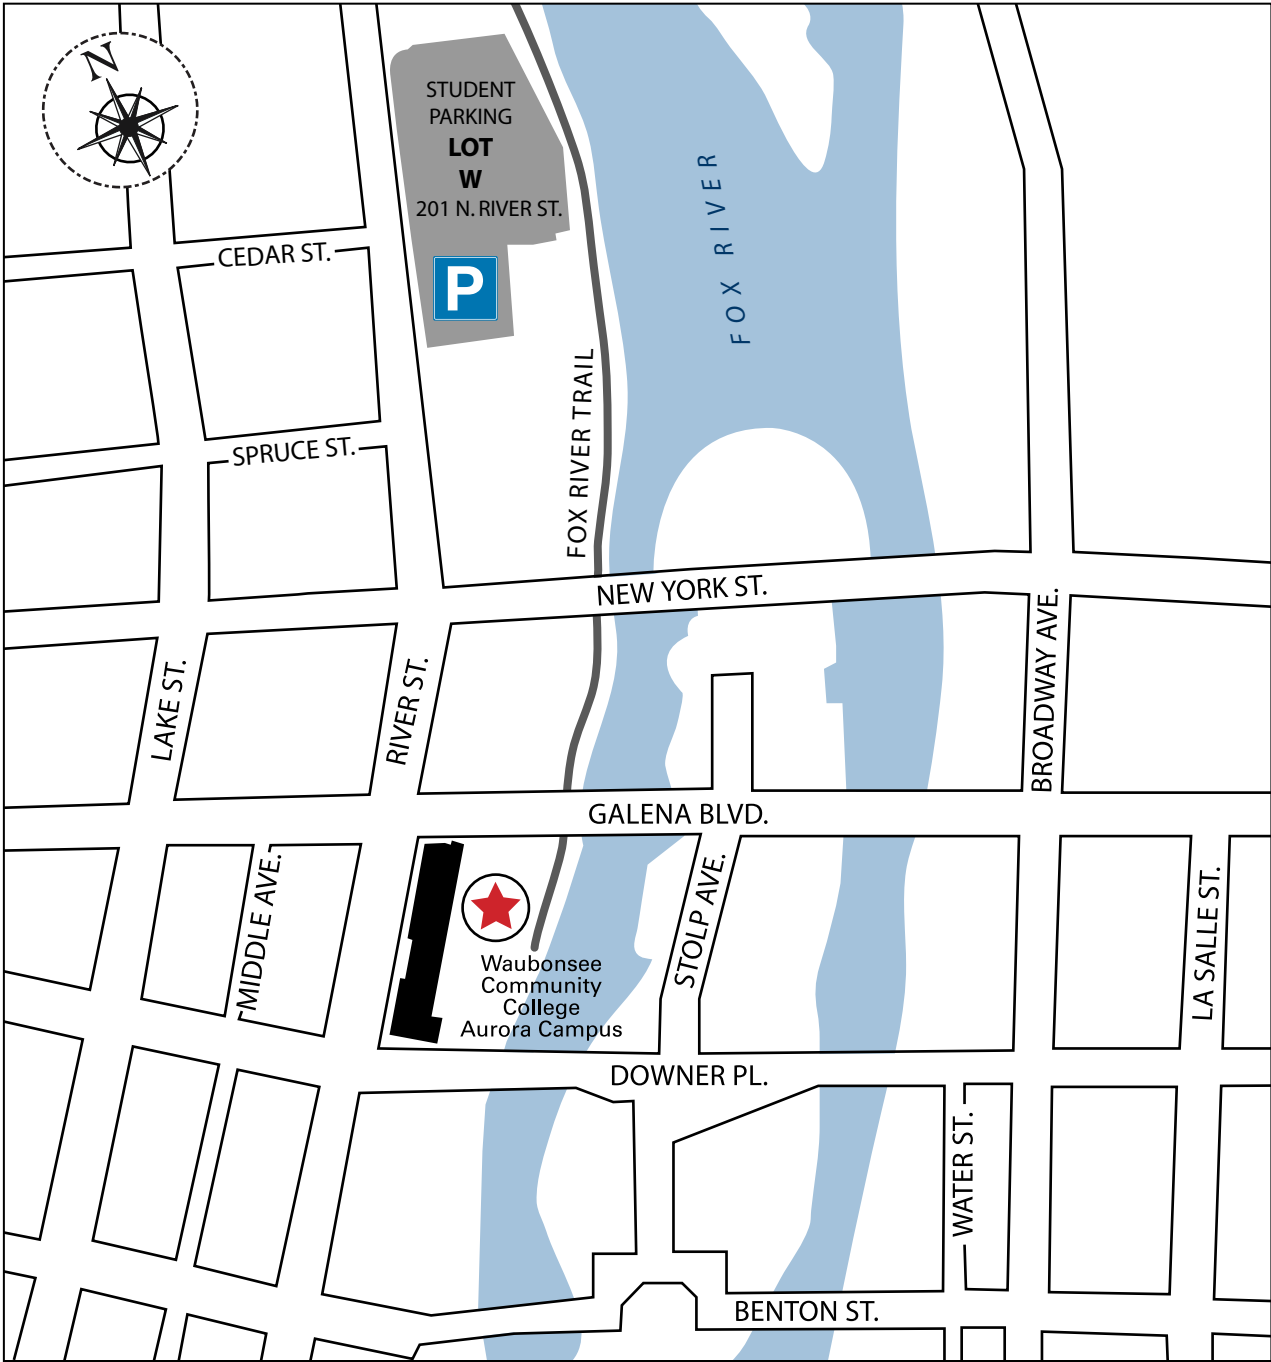 N
STUDENT
PARKING
LOT
W
201 N. RIVER ST.
P
CEDAR ST.
FOX RIVER
SPRUCE ST.
FOX RIVER TRAIL
NEW YORK ST.
LAKE ST.
RIVER ST.
BROADWAY AVE.
GALENA BLVD.
MIDDLE AVE.
STOLP AVE.
LA SALLE ST.
Waubonsee
Community
College
Aurora Campus
DOWNER PL.
WATER ST.
BENTON ST.